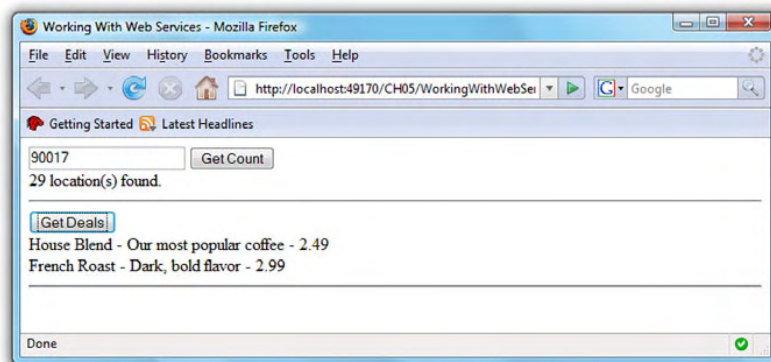 Working With Web Services - Mozilla Firefox
File Edit View History Bookmarks Tools Help
http://localhost:49170/CH05/WorkingWithWebSer G Google
Getting Started Latest Headlines
90017 Get Count
29 location(s) found.
Get Deals
House Blend - Our most popular coffee - 2.49
French Roast - Dark, bold flavor - 2.99
Done